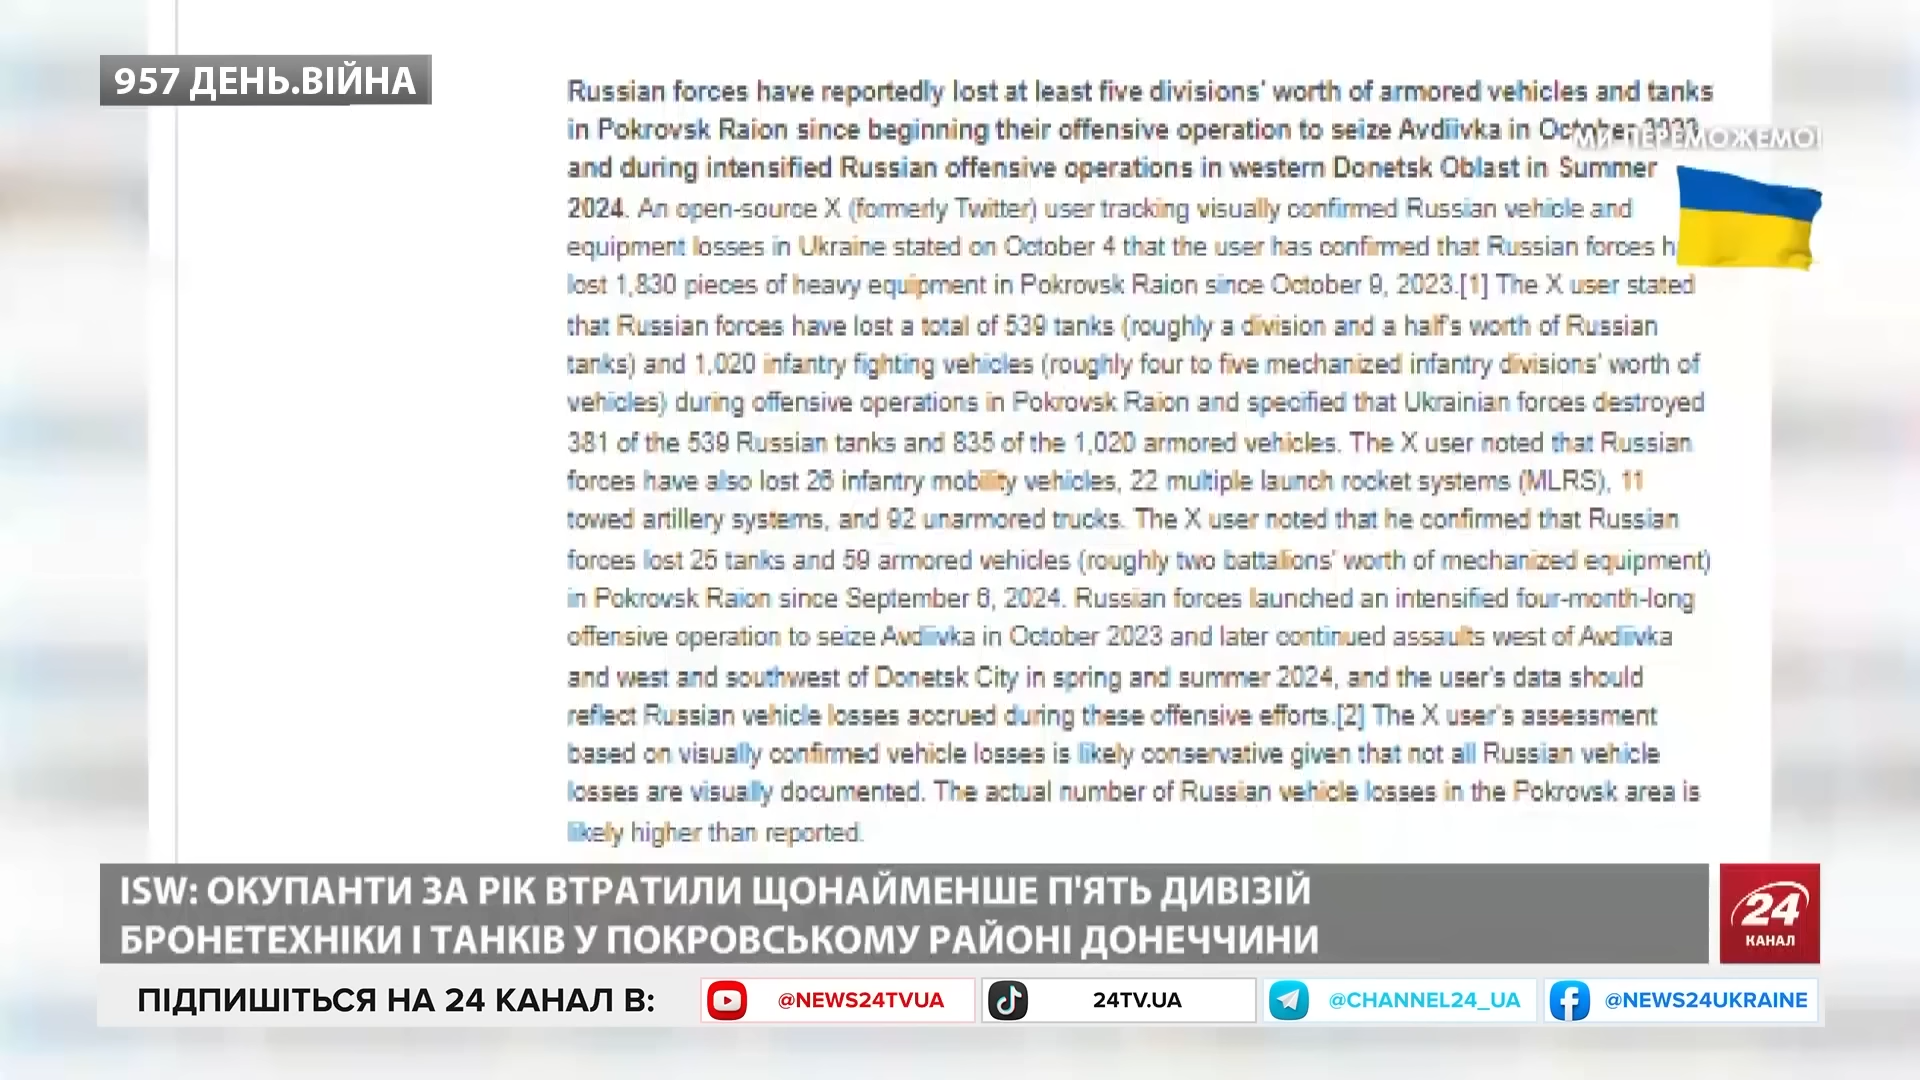 957 ДЕНЬ.ВІЙНА
Russian forces have reportedly lost at least five divisions' worth of armored vehicles and tanks
in Pokrovsk Raion since beginning their offensive operation to seize Avdiivka in October 2023
МИ ПЕРЕМОЖЕМО!
and during intensified Russian offensive operations in western Donetsk Oblast in Summer
2024. An open-source X (formerly Twitter) user tracking visually confirmed Russian vehicle and
equipment losses in Ukraine stated on October 4 that the user has confirmed that Russian forces
lost 1,830 pieces of heavy equipment in Pokrovsk Raion since October 9, 2023.[1] The X user stated
that Russian forces have lost a total of 539 tanks (roughly a division and a half's worth of Russian
tanks) and 1,020 infantry fighting vehicles (roughly four to five mechanized infantry divisions' worth of
vehicles) during offensive operations in Pokrovsk Raion and specified that Ukrainian forces destroyed
381 of the 539 Russian tanks and 835 of the 1,020 armored vehicles. The X user noted that Russian
forces have also lost 26 infantry mobility vehicles, 22 multiple launch rocket systems (MLRS), 11
towed artillery systems, and 92 unarmored trucks. The X user noted that he confirmed that Russian
forces lost 25 tanks and 59 armored vehicles (roughly two battalions' worth of mechanized equipment)
in Pokrovsk Raion since September 6, 2024. Russian forces launched an intensified four-month-long
offensive operation to seize Avdiivka in October 2023 and later continued assaults west of Avdiivka
and west and southwest of Donetsk City in spring and summer 2024, and the user's data should
reflect Russian vehicle losses accrued during these offensive efforts.[2] The X user's assessment
based on visually confirmed vehicle losses is likely conservative given that not all Russian vehicle
losses are visually documented. The actual number of Russian vehicle losses in the Pokrovsk area is
likely higher than reported.
ISW: ОКУПАНТИ ЗА РІК ВТРАТИЛИ ЩОНАЙМЕНШЕ П'ЯТЬ ДИВІЗІЙ
БРОНЕТЕХНІКИ І ТАНКІВ У ПОКРОВСЬКОМУ РАЙОНІ ДОНЕЧЧИНИ
24
КАНАЛ
ПІДПИШІТЬСЯ НА 24 КАНАЛ В:
@NEWS24TVUA
24TV.UA
@CHANNEL24_UA
@NEWS24UKRAINE